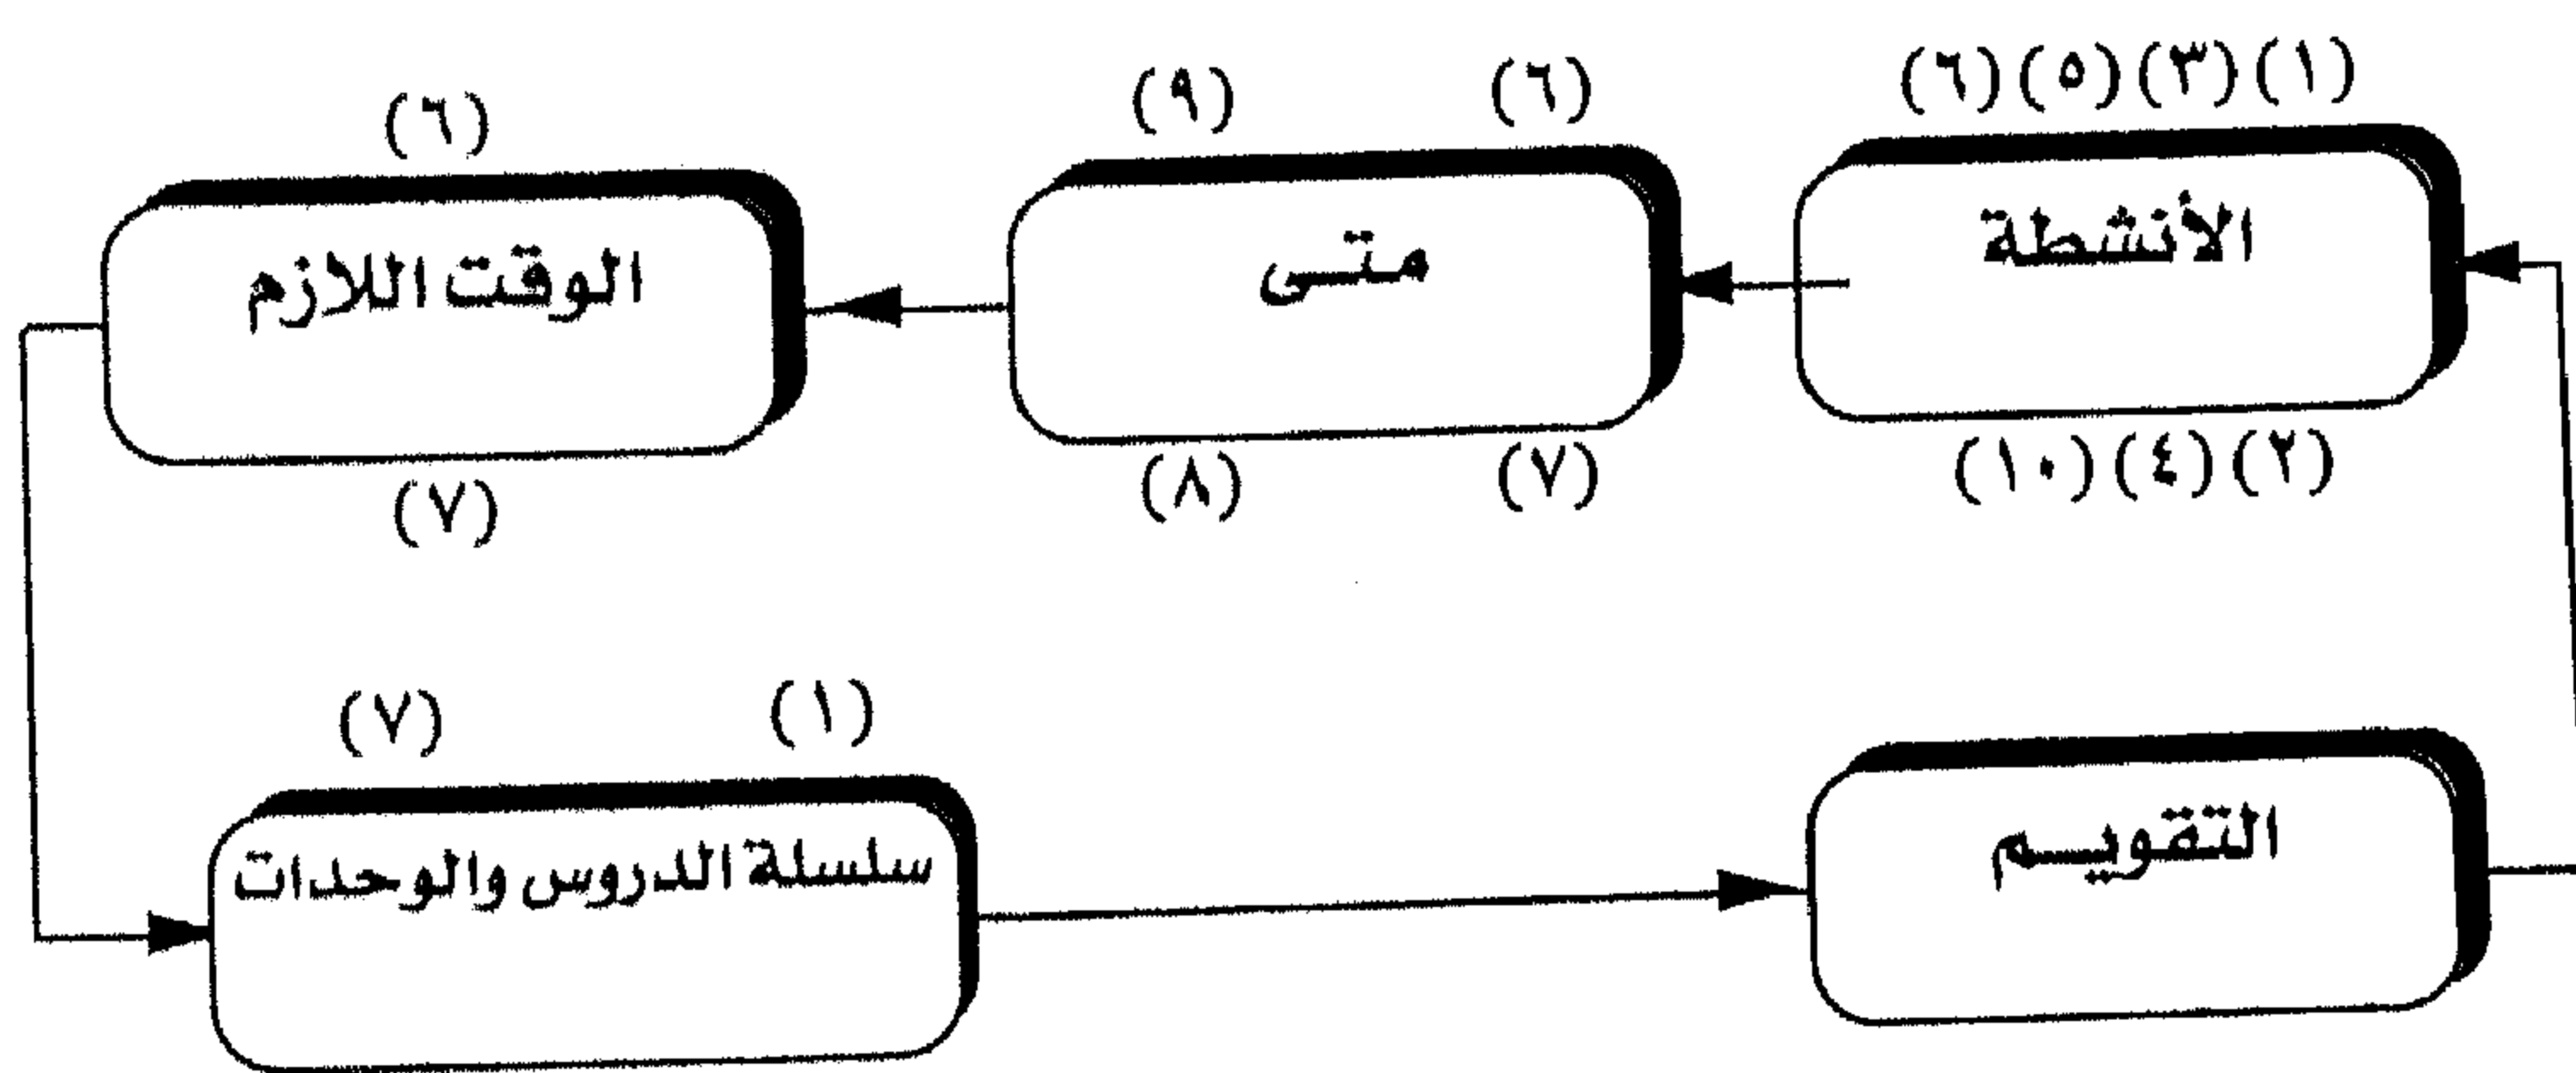 (١) (٣) (٥) (٦)
الأنشطة
(٢) (٤) (١٠)
(٦) (٩)
متى
(٧) (٨)
(٦)
الوقت اللازم
(٧)
(١) (٧)
سلسلة الدروس والوحدات
التقويم